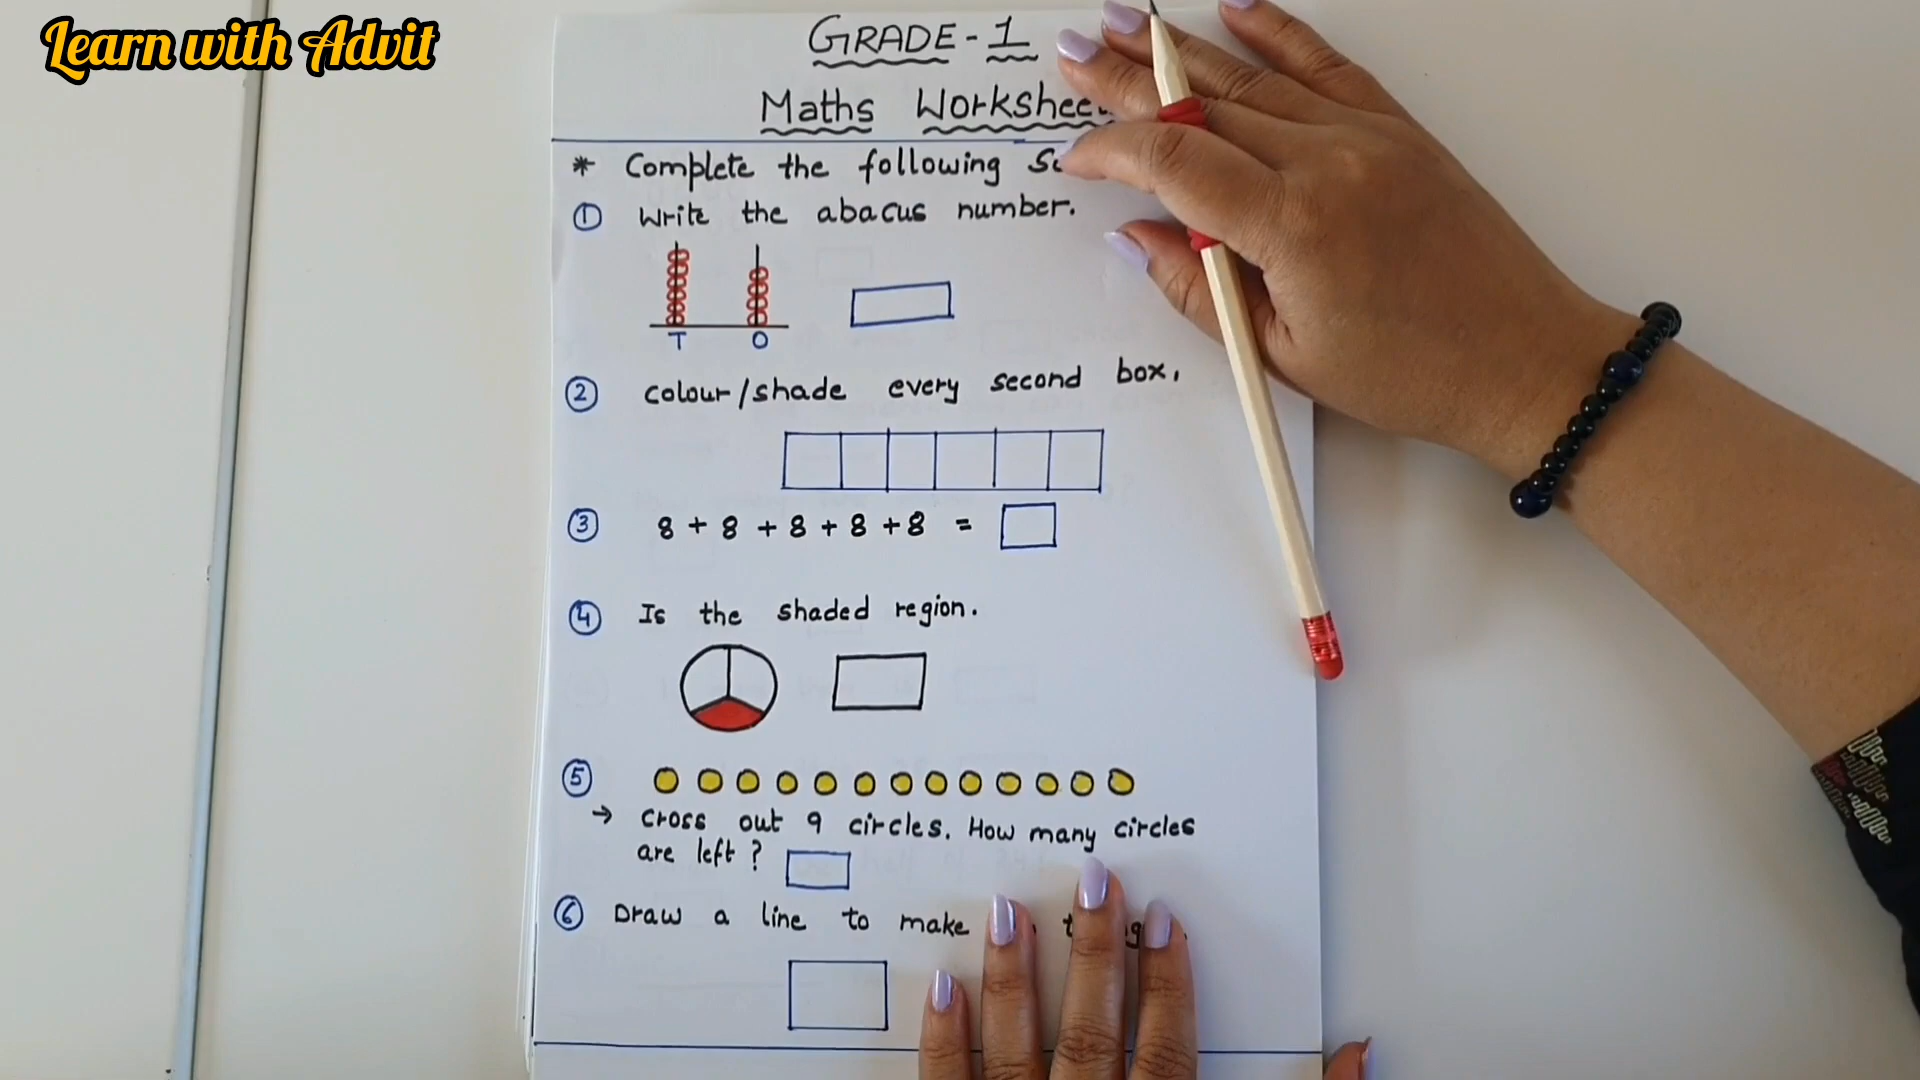 Learn with Advit
GRADE-1
Maths Worksheet
* Complete the following
① Write the abacus number.
T O
② colour/shade every second box.
③ 8 + 8 + 8 + 8 + 8 =
④ Is the shaded region.
⑤
→ Cross out 9 circles. How many circles
are left?
⑥ Draw a line to make